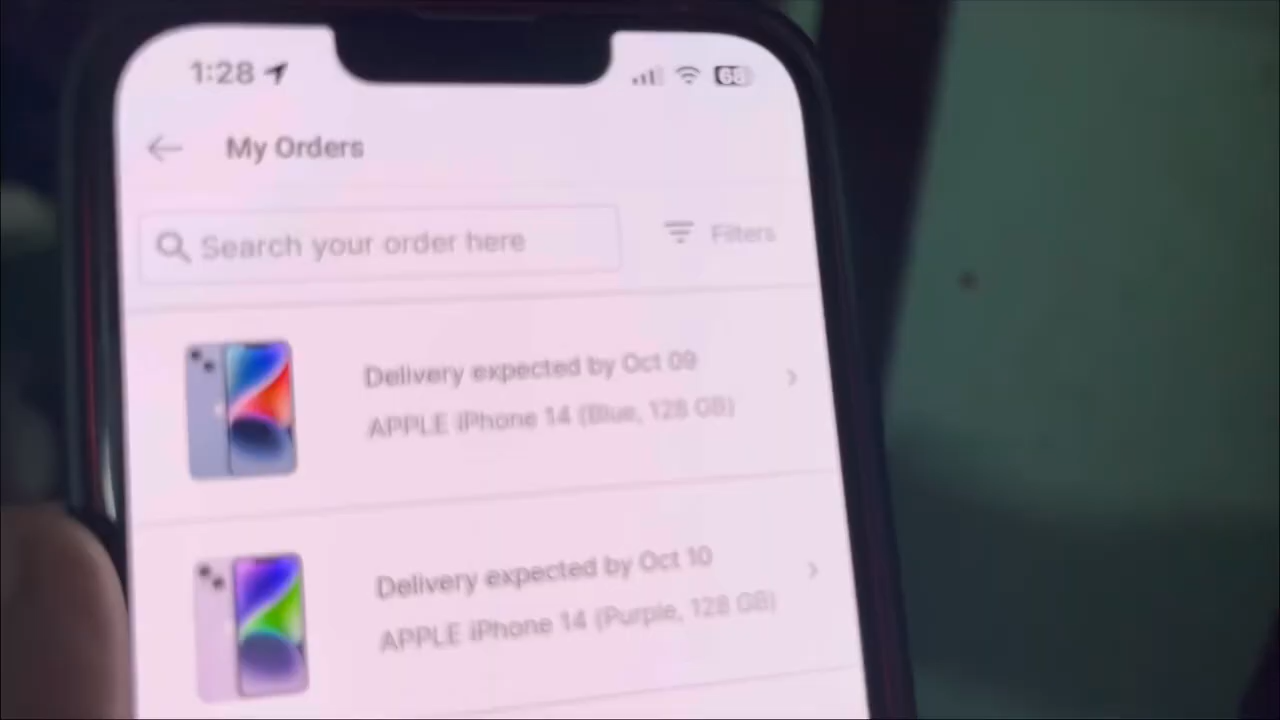 1:28
My Orders
Search your order here
Filters
Delivery expected by Oct 09
APPLE iPhone 14 (Blue, 128 GB)
Delivery expected by Oct 10
APPLE iPhone 14 (Purple, 128 GB)